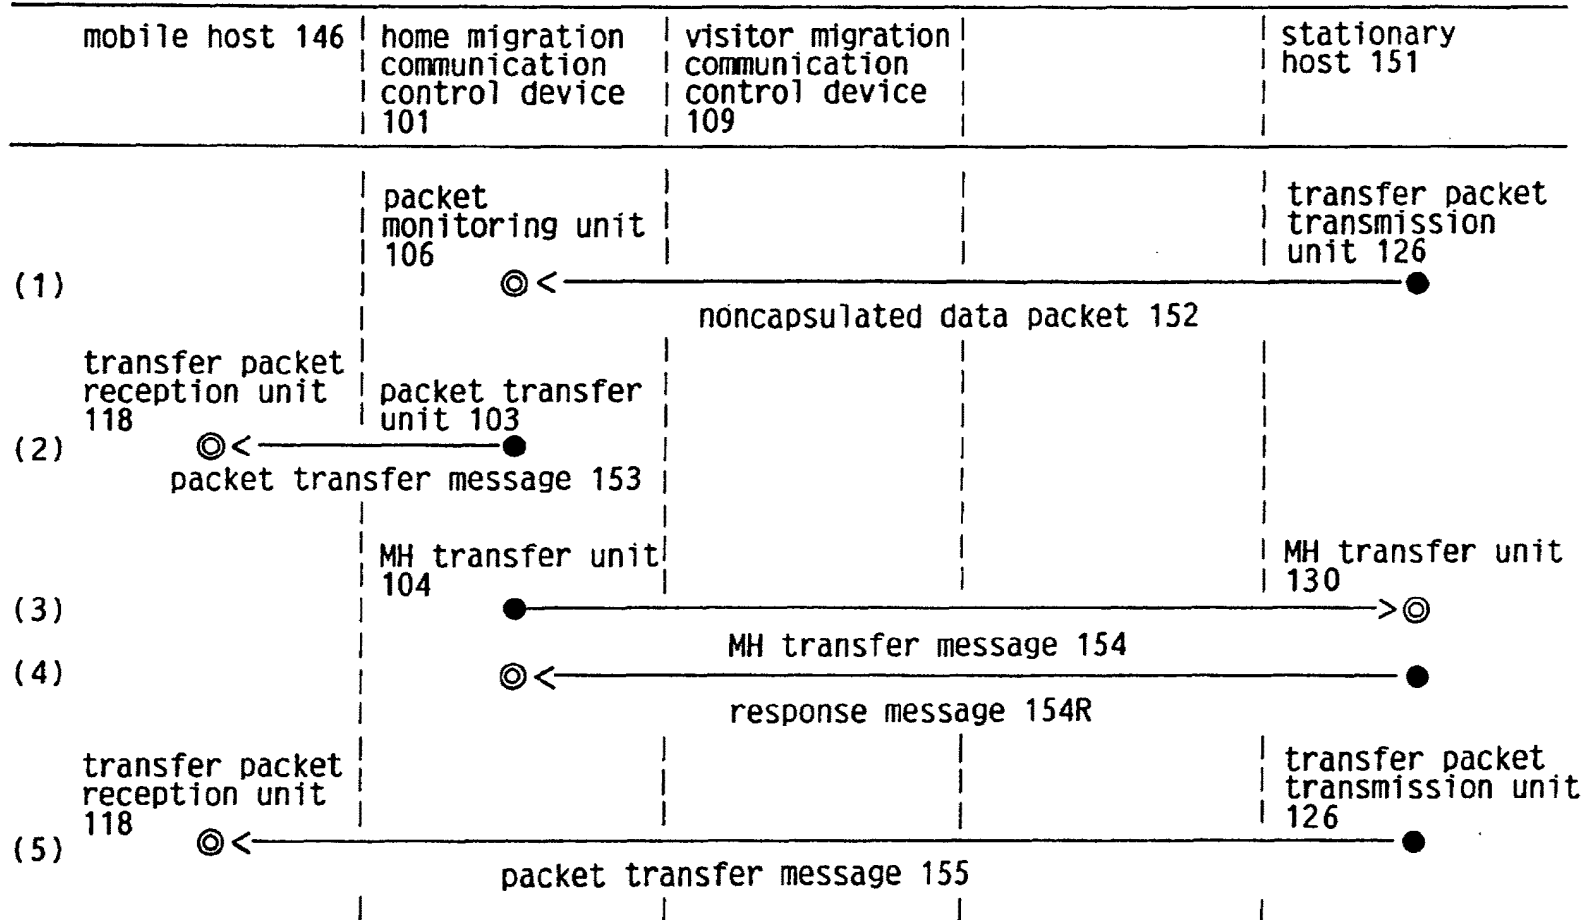 mobile host 146
home migration
communication
control device
101
visitor migration
communication
control device
109
stationary
host 151
packet
monitoring unit
106
transfer packet
transmission
unit 126
(1)
noncapsulated data packet 152
transfer packet
reception unit
118
packet transfer
unit 103
(2)
packet transfer message 153
MH transfer unit
104
MH transfer unit
130
(3)
MH transfer message 154
(4)
response message 154R
transfer packet
reception unit
118
transfer packet
transmission unit
126
(5)
packet transfer message 155